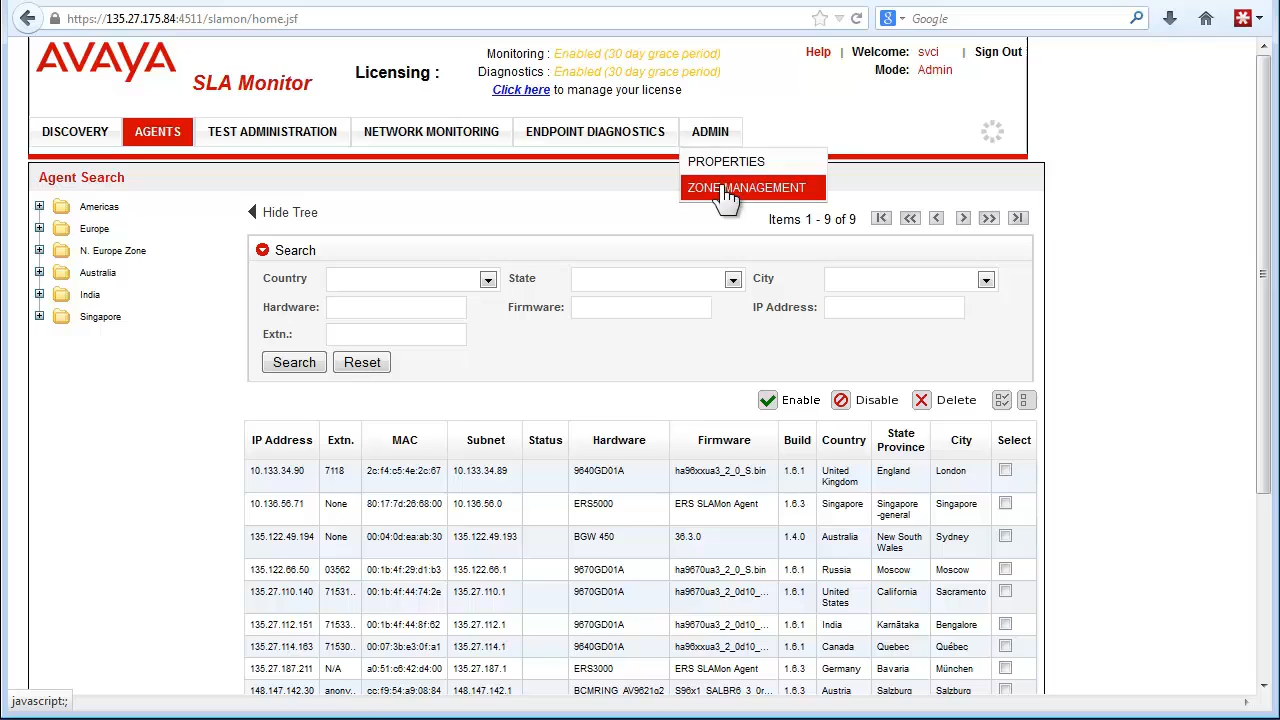 https://135.27.175.84:4511/slamon/home.jsf
Google
AVAYA
SLA Monitor
Licensing :
Monitoring : Enabled (30 day grace period)
Diagnostics : Enabled (30 day grace period)
Click here to manage your license
Help | Welcome: svci | Sign Out
Mode: Admin
DISCOVERY AGENTS TEST ADMINISTRATION NETWORK MONITORING ENDPOINT DIAGNOSTICS ADMIN
PROPERTIES
ZONE MANAGEMENT
Agent Search
Americas
Europe
N. Europe Zone
Australia
India
Singapore
Hide Tree
Items 1 - 9 of 9
Search
Country State City
Hardware: Firmware: IP Address:
Extn.:
Search Reset
Enable Disable Delete
IP Address Extn. MAC Subnet Status Hardware Firmware Build Country State Province City Select
10.133.34.90 7118 2c:f4:c5:4e:2c:67 10.133.34.89 9640GD01A ha96xxua3_2_0_S.bin 1.6.1 United Kingdom England London
10.136.56.71 None 80:17:7d:26:68:00 10.136.56.0 ERS5000 ERS SLAMon Agent 1.6.3 Singapore Singapore -general Singapore
135.122.49.194 None 00:04:0d:ea:ab:30 135.122.49.193 BGW 450 36.3.0 1.4.0 Australia New South Wales Sydney
135.122.66.50 03562 00:1b:4f:29:d1:b3 135.122.66.1 9670GD01A ha9670ua3_2_0_S.bin 1.6.1 Russia Moscow Moscow
135.27.110.140 71531.. 00:1b:4f:44:74:2e 135.27.110.1 9670GD01A ha9670ua3_2_0d10_... 1.6.1 United States California Sacramento
135.27.112.151 71533.. 00:1b:4f:44:8f:62 135.27.112.1 9640GD01A ha9670ua3_2_0d10_... 1.6.1 India Karnātaka Bengalore
135.27.114.163 71530.. 00:07:3b:e3:0f:a1 135.27.114.1 9640GD01A ha9670ua3_2_0d10_... 1.6.1 Canada Quebec Québec
135.27.187.211 N/A a0:51:c6:42:d4:00 135.27.187.1 ERS3000 ERS SLAMon Agent 1.6.3 Germany Bavaria München
anony.. cc:f9:54:a9:08:84 148.147.142.1 Austria Salzburg Salzburg
javascript:;